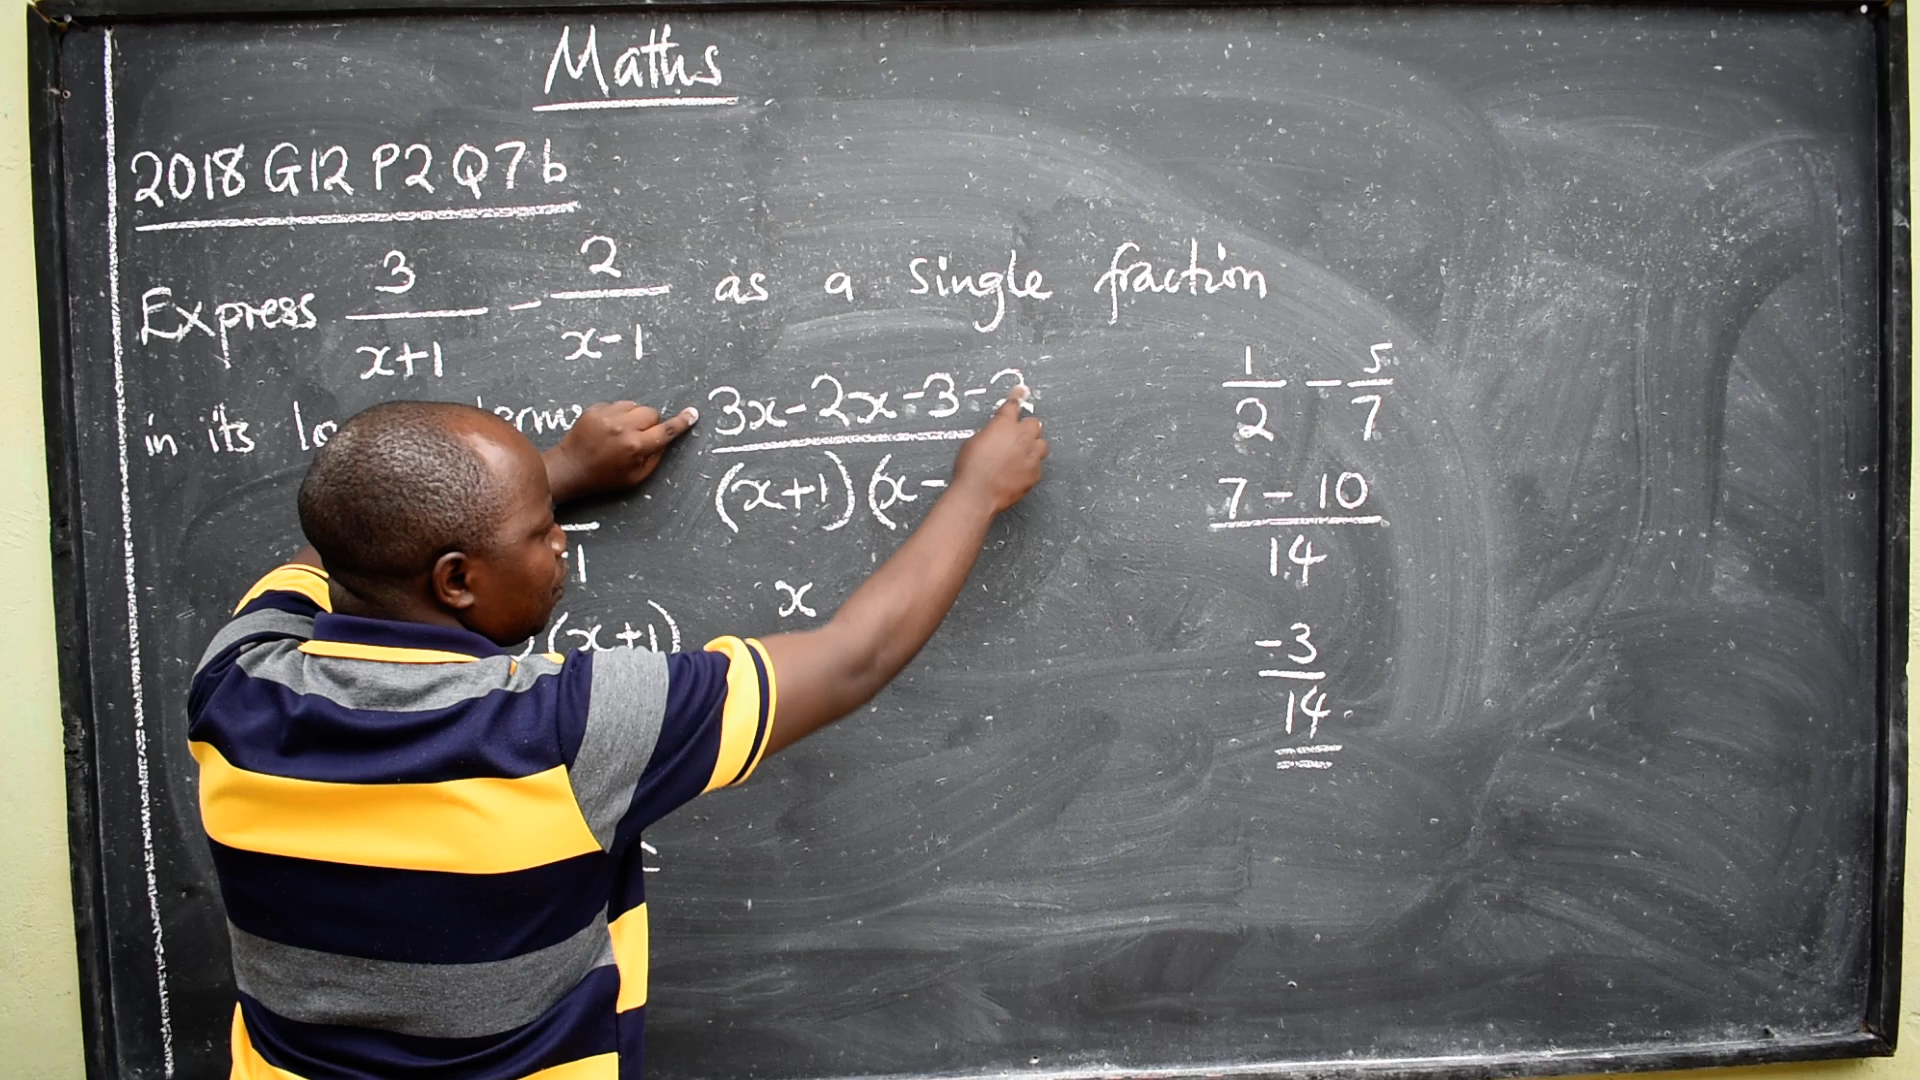 Maths
2018 G12 P2 Q7b
Express 3/(x+1) - 2/(x-1) as a single fraction
in its
3x-2x-3-2
(x+1)(x-
1
(x+1)
x
1/2 - 5/7
7-10
14
-3
14